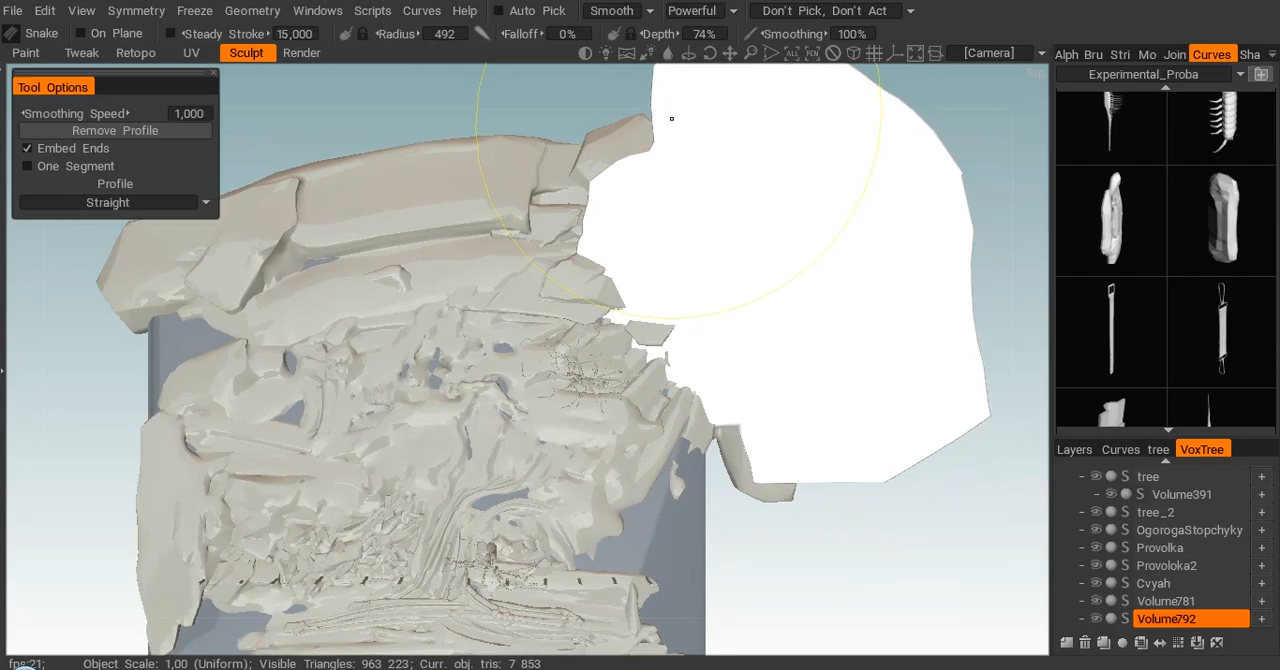 File Edit View Symmetry Freeze Geometry Windows Scripts Curves Help Auto Pick Smooth Powerful Don't Pick, Don't Act
Snake On Plane Steady Stroke 15,000 Radius 492 Falloff 0% Depth 74% Smoothing 100%
Paint Tweak Retopo UV Sculpt Render [Camera] Alph Bru Stri Mo Join Curves Sha
Experimental_Proba
Top
Tool Options
Smoothing Speed 1,000
Remove Profile
Embed Ends
One Segment
Profile
Straight
Layers Curves tree VoxTree
tree
Volume391
tree_2
OgorogaStopchyky
Provolka
Provoloka2
Cvyah
Volume781
Volume792
fps:21; Object Scale: 1,00 (Uniform); Visible Triangles: 963 223; Curr. obj. tris: 7 853